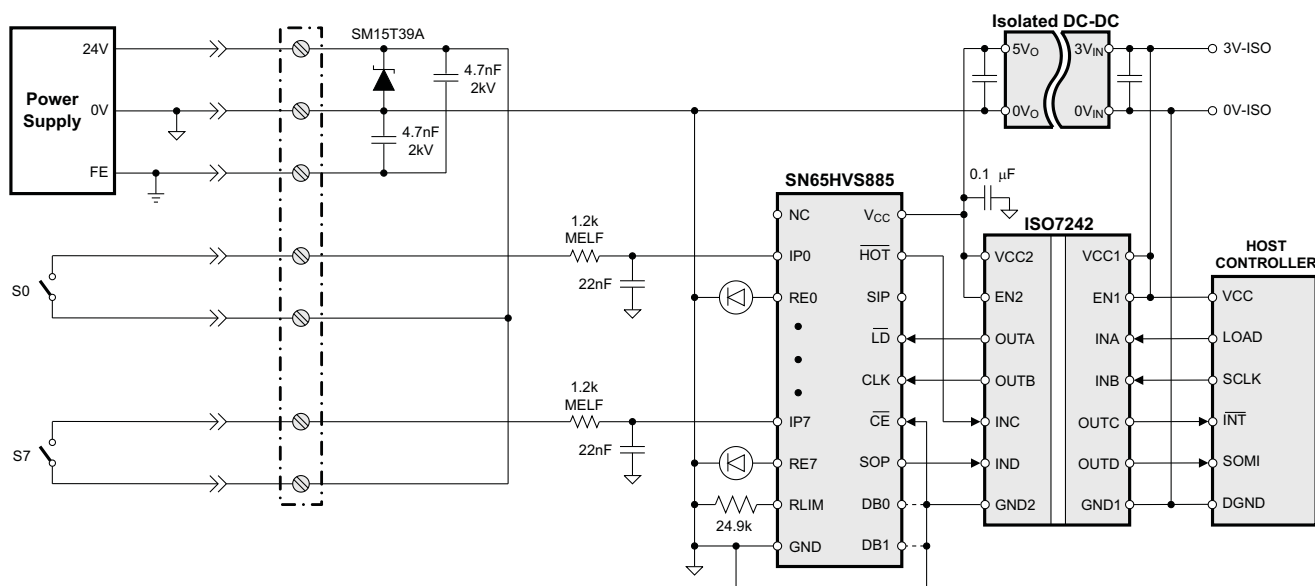 Isolated DC-DC
24V
SM15T39A
5Vo
3VIN
3V-ISO
4.7nF
2kV
Power
Supply
0V
4.7nF
2kV
0Vo
0VIN
0V-ISO
FE
SN65HVS885
0.1 μF
NC
VCC
ISO7242
1.2k
MELF
HOST
CONTROLLER
IP0
HOT
VCC2
VCC1
22nF
S0
RE0
SIP
EN2
EN1
VCC
LD
OUTA
INA
LOAD
1.2k
MELF
CLK
OUTB
INB
SCLK
IP7
CE
INC
OUTC
INT
22nF
S7
RE7
SOP
IND
OUTD
SOMI
RLIM
DB0
GND2
GND1
DGND
24.9k
GND
DB1